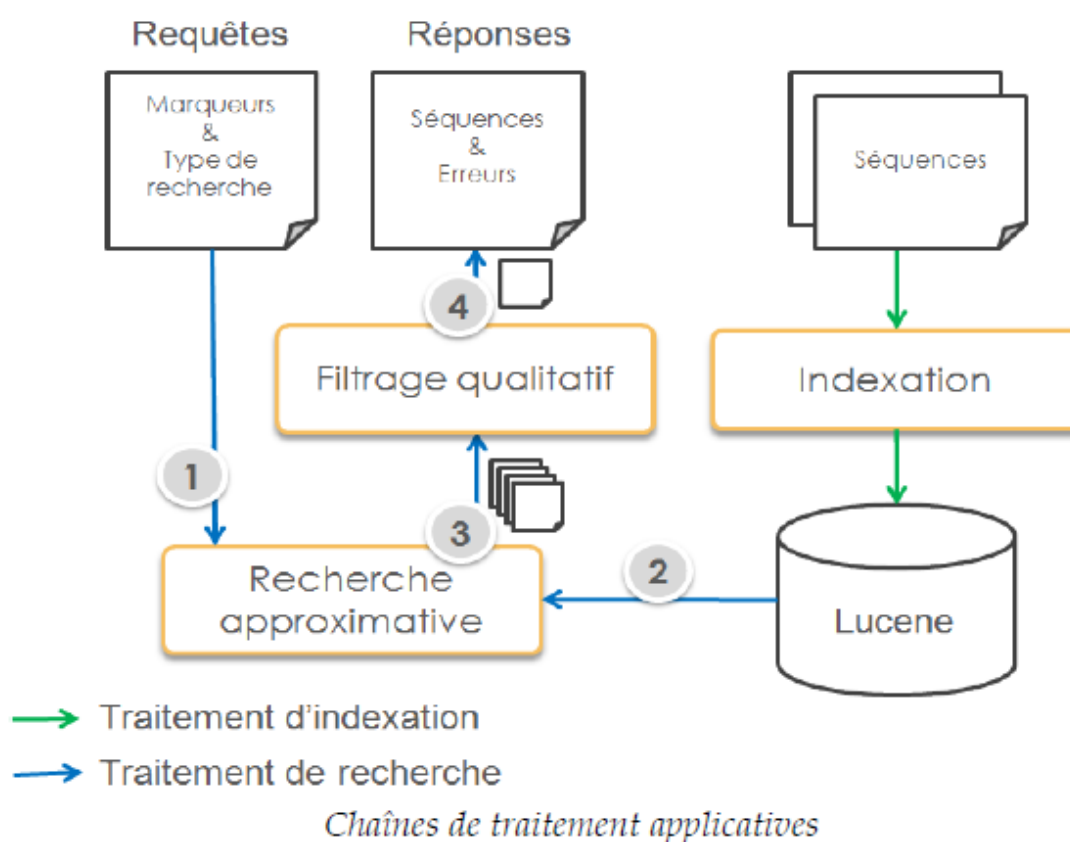 Requêtes
Réponses
Marqueurs
&
Type de
recherche
Séquences
&
Erreurs
Séquences
4
Filtrage qualitatif
Indexation
1
3
Recherche
approximative
2
Lucene
Traitement d'indexation
Traitement de recherche
Chaînes de traitement applicatives